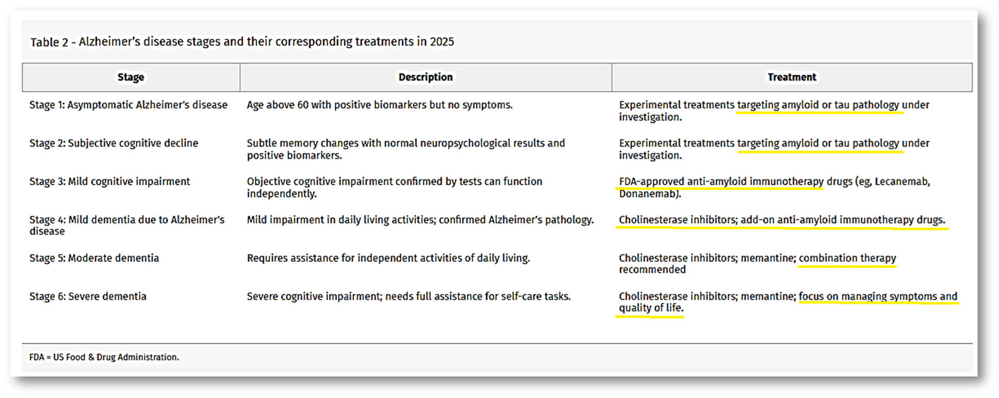 Table 2 - Alzheimer's disease stages and their corresponding treatments in 2025
Stage Description Treatment
Stage 1: Asymptomatic Alzheimer's disease Age above 60 with positive biomarkers but no symptoms. Experimental treatments targeting amyloid or tau pathology under
investigation.
Stage 2: Subjective cognitive decline Subtle memory changes with normal neuropsychological results and Experimental treatments targeting amyloid or tau pathology under
positive biomarkers. investigation.
Stage 3: Mild cognitive impairment Objective cognitive impairment confirmed by tests can function FDA-approved anti-amyloid immunotherapy drugs (eg, Lecanemab,
independently. Donanemab).
Stage 4: Mild dementia due to Alzheimer's Mild impairment in daily living activities; confirmed Alzheimer's pathology. Cholinesterase inhibitors; add-on anti-amyloid immunotherapy drugs.
disease
Stage 5: Moderate dementia Requires assistance for independent activities of daily living. Cholinesterase inhibitors; memantine; combination therapy
recommended
Stage 6: Severe dementia Severe cognitive impairment; needs full assistance for self-care tasks. Cholinesterase inhibitors; memantine; focus on managing symptoms and
quality of life.
FDA = US Food & Drug Administration.